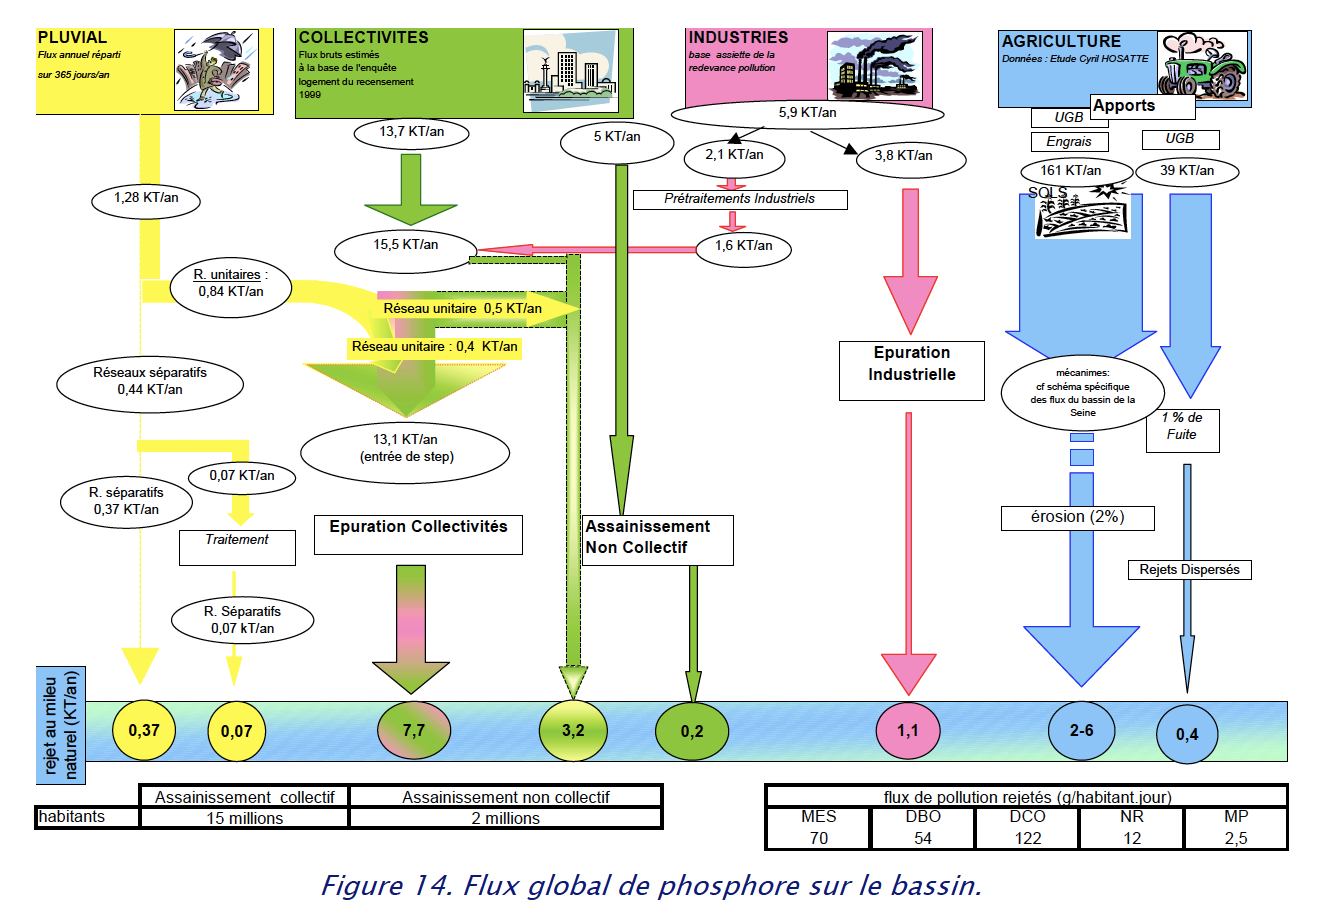 PLUVIAL
Flux annuel réparti
sur 365 jours/an
COLLECTIVITES
Flux bruts estimés
à la base de l'enquête
logement du recensement
1999
INDUSTRIES
base assiette de la
redevance pollution
AGRICULTURE
Données : Etude Cyril HOSATTE
Apports
UGB
Engrais
UGB
13,7 KT/an
5 KT/an
5,9 KT/an
2,1 KT/an
3,8 KT/an
161 KT/an
39 KT/an
SOLS
1,28 KT/an
Prétraitements Industriels
15,5 KT/an
1,6 KT/an
R. unitaires :
0,84 KT/an
Réseau unitaire 0,5 KT/an
Réseau unitaire : 0,4 KT/an
Réseaux séparatifs
0,44 KT/an
Epuration
Industrielle
mécanimes:
cf schéma spécifique
des flux du bassin de la
Seine
1 % de
Fuite
13,1 KT/an
(entrée de step)
0,07 KT/an
R. séparatifs
0,37 KT/an
Traitement
Epuration Collectivités
Assainissement
Non Collectif
érosion (2%)
Rejets Dispersés
R. Séparatifs
0,07 kT/an
rejet au mileu
naturel (KT/an)
0,37
0,07
7,7
3,2
0,2
1,1
2-6
0,4
Assainissement collectif
Assainissement non collectif
habitants
15 millions
2 millions
flux de pollution rejetés (g/habitant.jour)
MES
DBO
DCO
NR
MP
70
54
122
12
2,5
Figure 14. Flux global de phosphore sur le bassin.